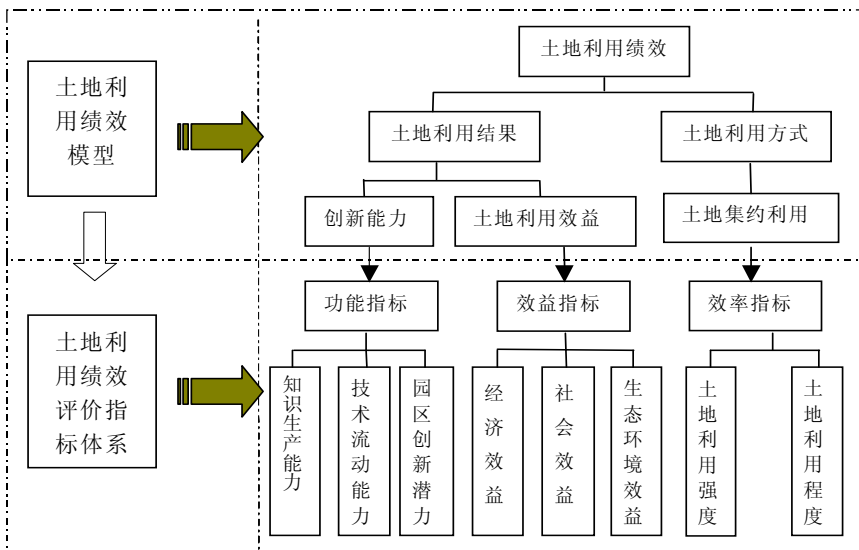 土地利用绩效
土地利
用绩效
模型
土地利用结果
土地利用方式
创新能力
土地利用效益
土地集约利用
功能指标
效益指标
效率指标
土地利
用绩效
评价指
标体系
知识生产能力
技术流动能力
园区创新潜力
经济效益
社会效益
生态环境效益
土地利用强度
土地利用程度